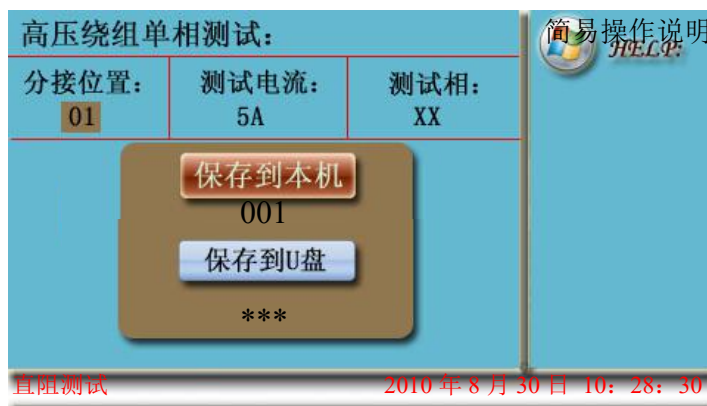 高压绕组单相测试：
简易操作说明
HELP:
分接位置：
测试电流：
测试相：
01
5A
XX
保存到本机
001
保存到U盘
***
直阻测试
2010 年 8 月 30 日 10：28：30